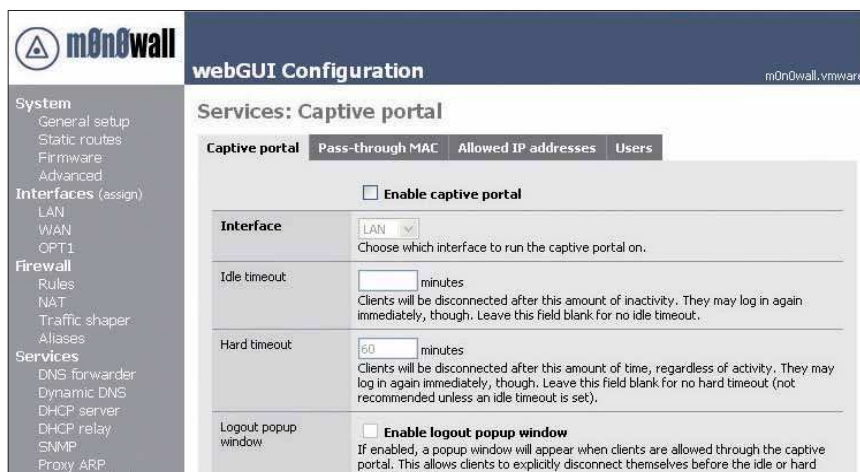 m0n0wall
webGUI Configuration
m0n0wall.vmware
System
General setup
Static routes
Firmware
Advanced
Interfaces (assign)
LAN
WAN
OPT1
Firewall
Rules
NAT
Traffic shaper
Aliases
Services
DNS forwarder
Dynamic DNS
DHCP server
DHCP relay
SNMP
Proxy ARP
Services: Captive portal
Captive portal Pass-through MAC Allowed IP addresses Users
Enable captive portal
Interface
LAN
Choose which interface to run the captive portal on.
Idle timeout
minutes
Clients will be disconnected after this amount of inactivity. They may log in again
immediately, though. Leave this field blank for no idle timeout.
Hard timeout
60 minutes
Clients will be disconnected after this amount of time, regardless of activity. They may
log in again immediately, though. Leave this field blank for no hard timeout (not
recommended unless an idle timeout is set).
Logout popup
window
Enable logout popup window
If enabled, a popup window will appear when clients are allowed through the captive
portal. This allows clients to explicitly disconnect themselves before the idle or hard